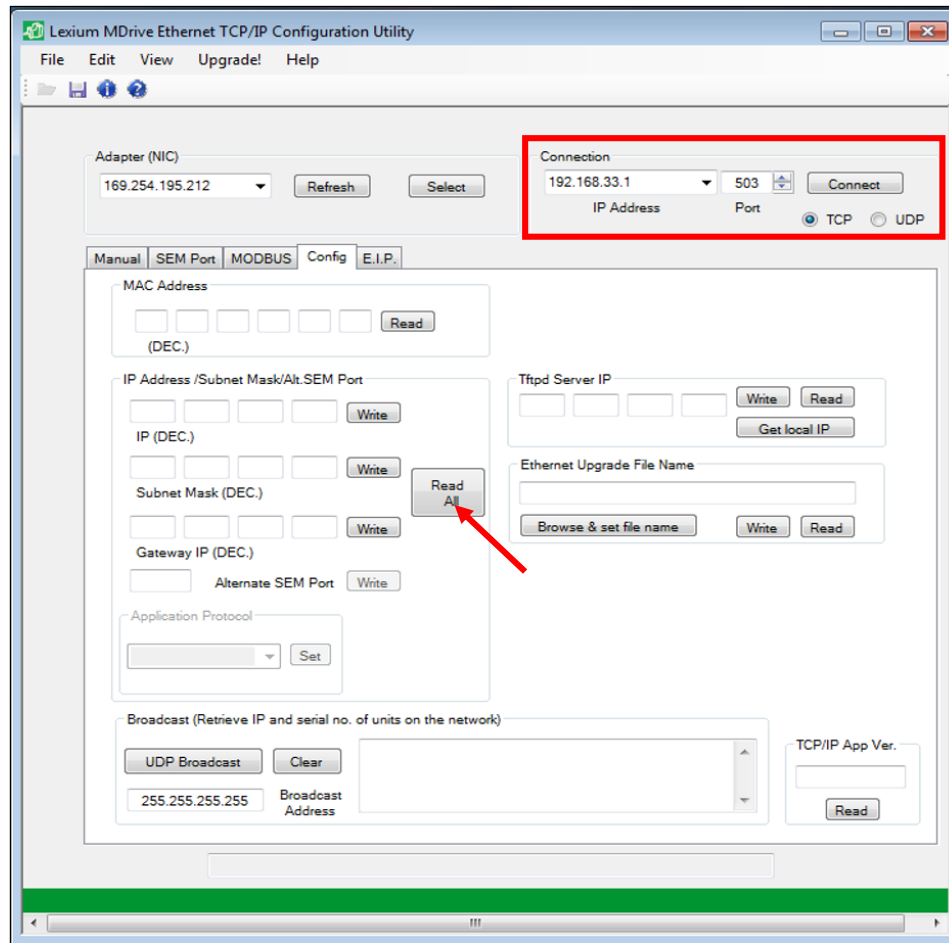 Lexium MDrive Ethernet TCP/IP Configuration Utility
File Edit View Upgrade! Help
Adapter (NIC)
169.254.195.212 Refresh Select
Connection
192.168.33.1 503 Connect
IP Address Port
TCP UDP
Manual SEM Port MODBUS Config E.I.P.
MAC Address
Read
(DEC.)
IP Address /Subnet Mask/Alt.SEM Port
Write
IP (DEC.)
Write
Subnet Mask (DEC.)
Read
All
Write
Gateway IP (DEC.)
Alternate SEM Port Write
Application Protocol
Set
Tftpd Server IP
Write Read
Get local IP
Ethernet Upgrade File Name
Browse & set file name Write Read
Broadcast (Retrieve IP and serial no. of units on the network)
UDP Broadcast Clear
255.255.255.255 Broadcast
Address
TCP/IP App Ver.
Read